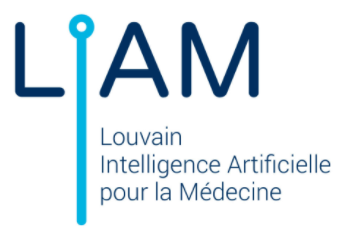 LIAM
Louvain
Intelligence Artificielle
pour la Médecine